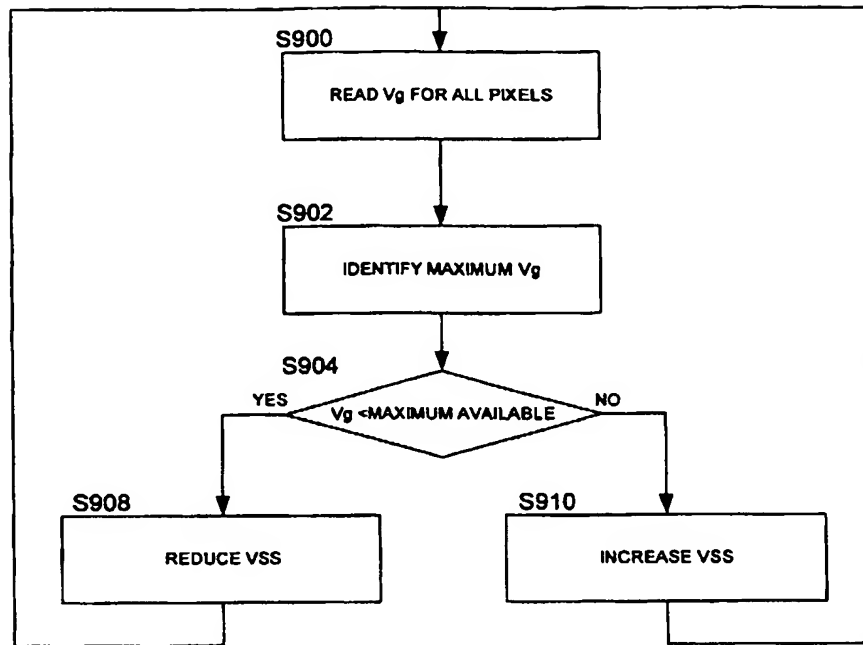 S900
READ Vg FOR ALL PIXELS
S902
IDENTIFY MAXIMUM Vg
S904
YES
Vg <MAXIMUM AVAILABLE
NO
S908
REDUCE VSS
S910
INCREASE VSS